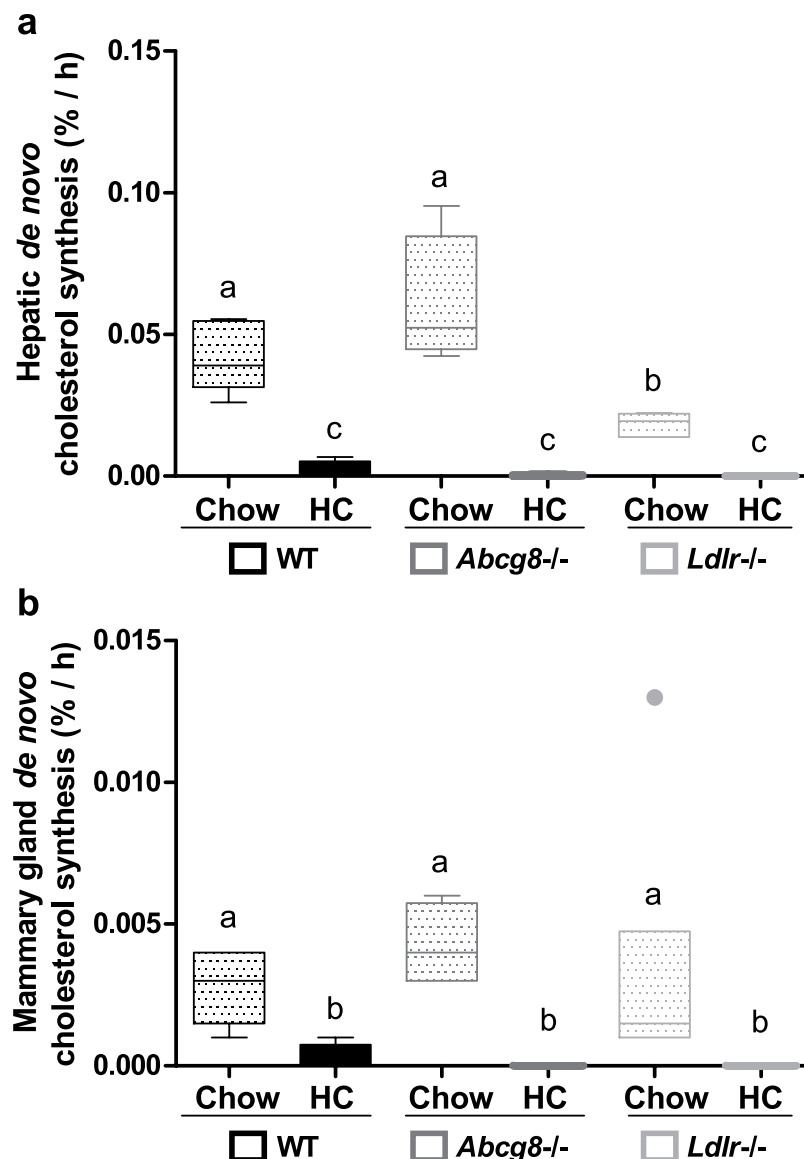 a
Hepatic de novo
cholesterol synthesis (% / h)
0.15
0.10
0.05
0.00
a
c
a
c
b
c
Chow HC Chow HC Chow HC
WT Abcg8-/- Ldlr-/-
b
Mammary gland de novo
cholesterol synthesis (% / h)
0.015
0.010
0.005
0.000
a
b
a
b
a
b
Chow HC Chow HC Chow HC
WT Abcg8-/- Ldlr-/-